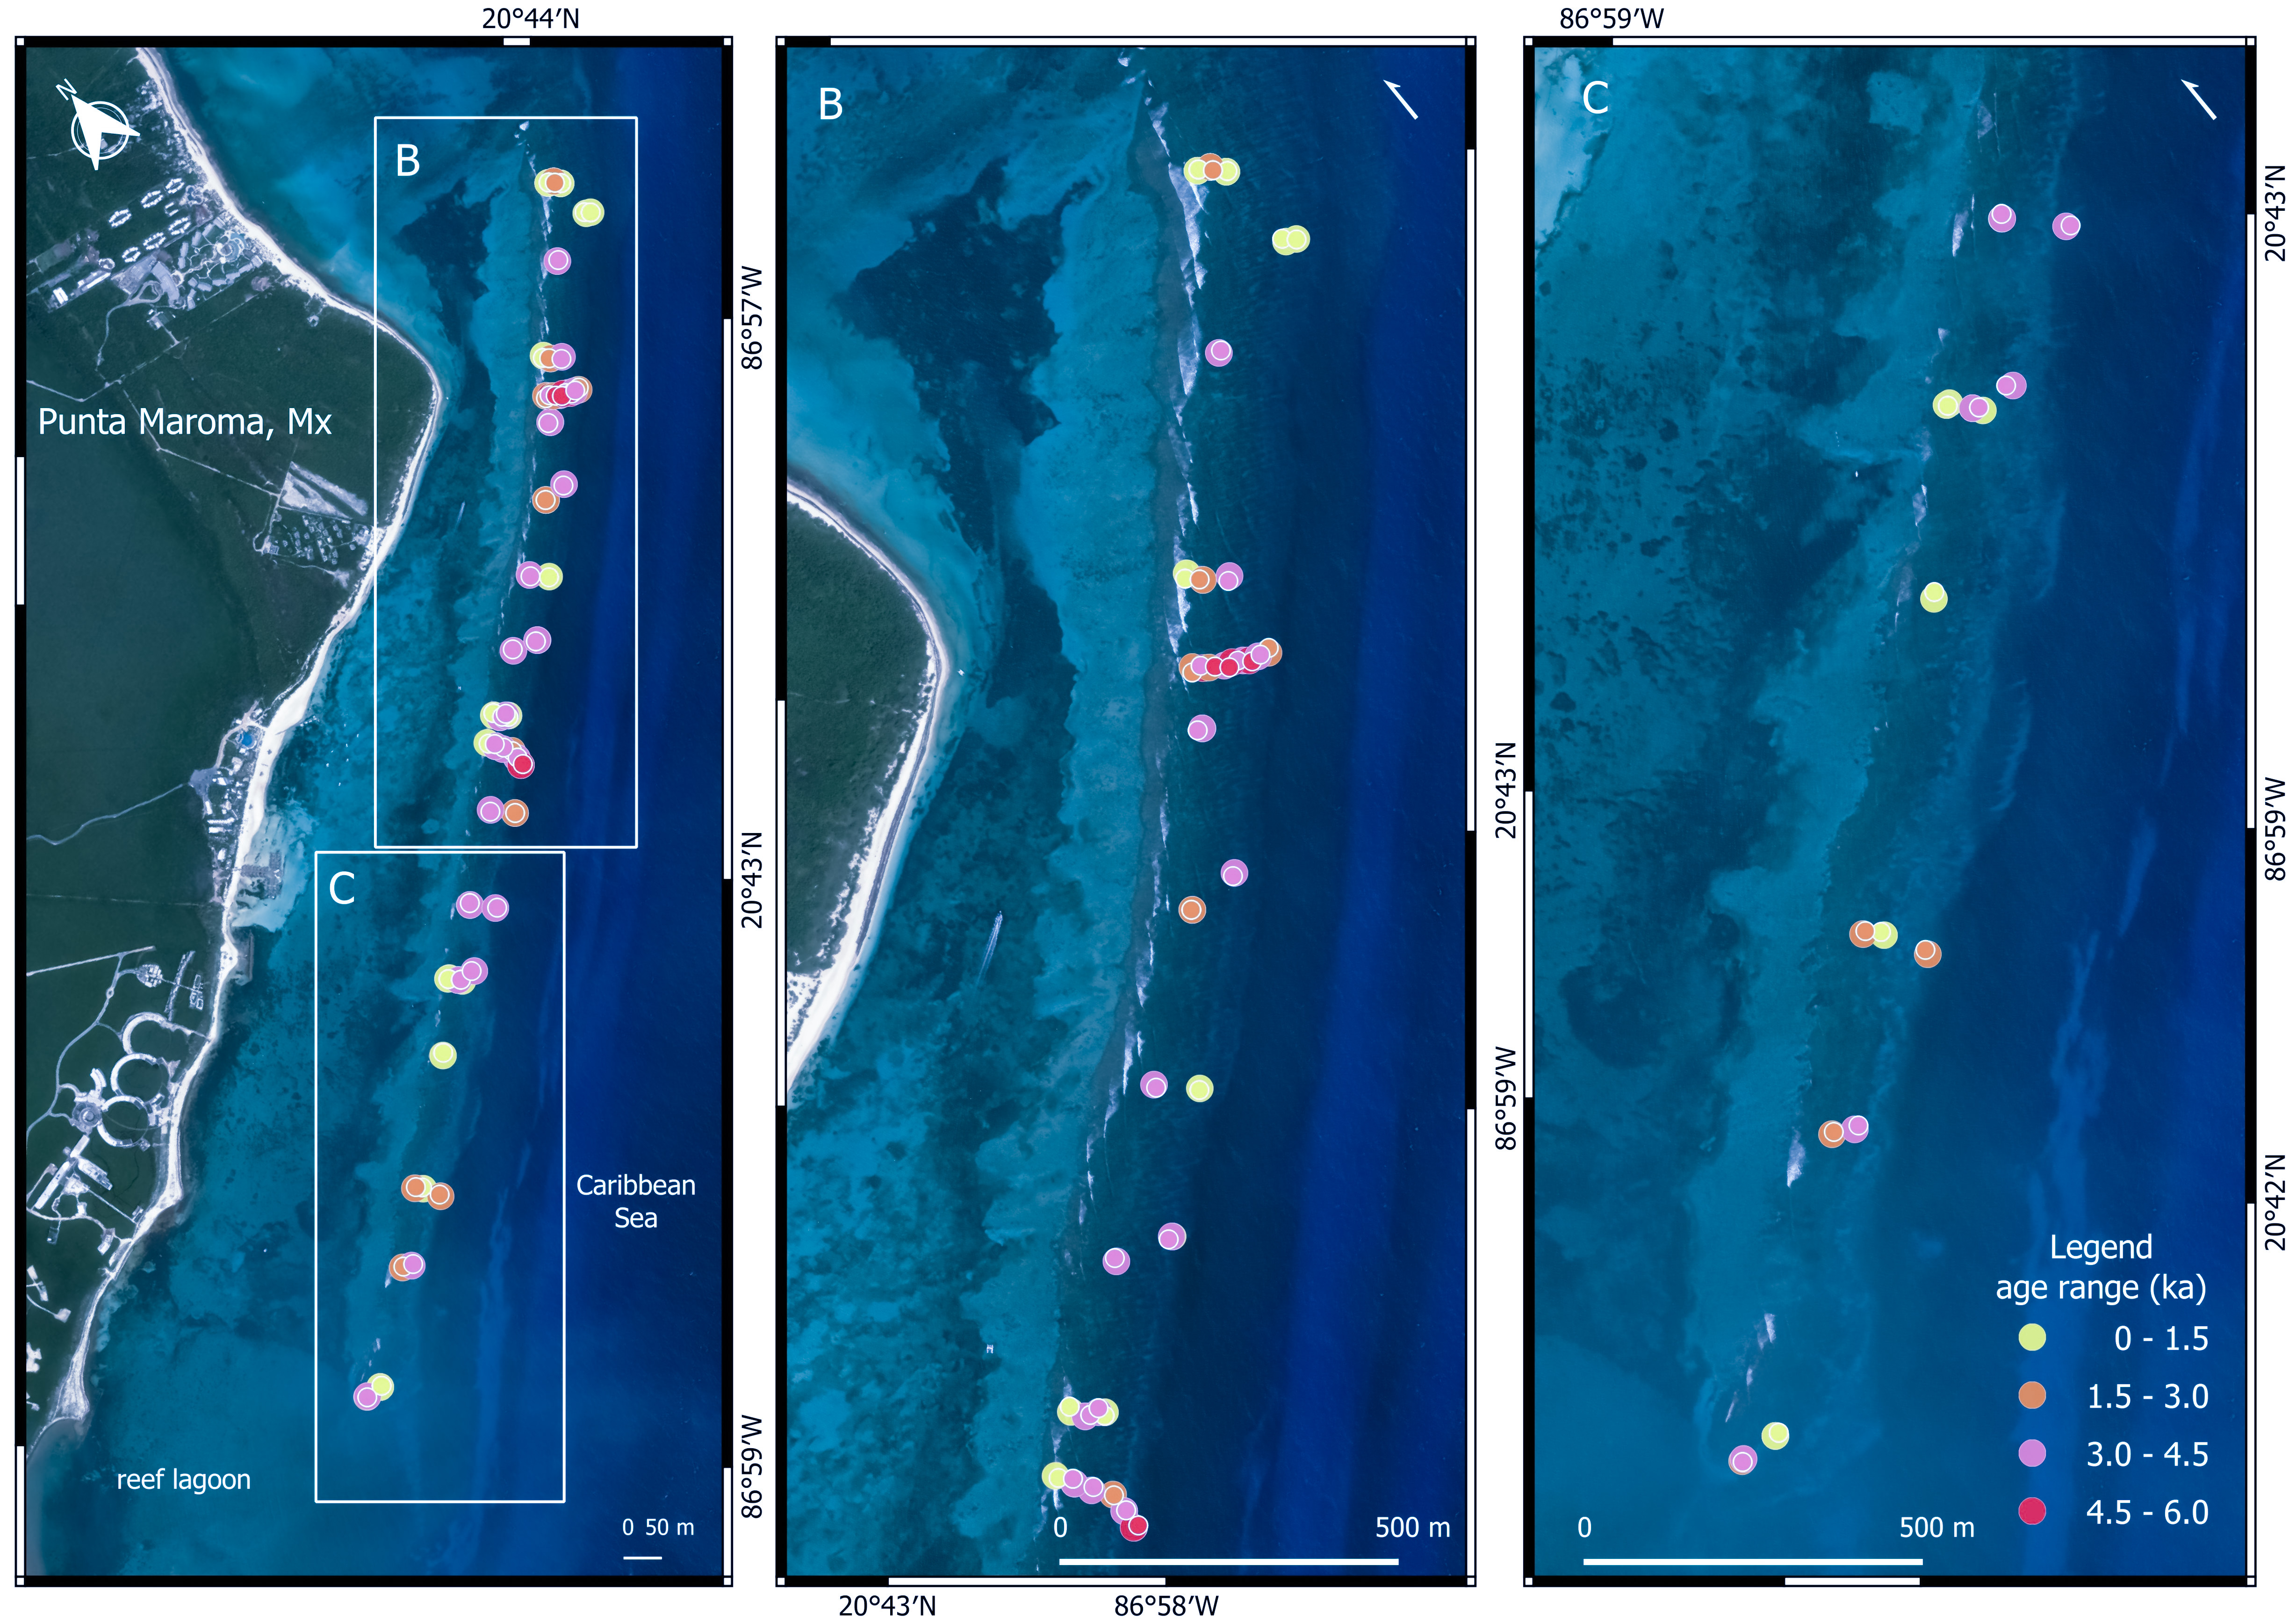 20°44′N
86°59′W
N
B
B
C
Punta Maroma, Mx
86°57′W
20°43′N
20°43′N
C
20°43′N
86°59′W
86°59′W
Caribbean
Sea
20°42′N
Legend
age range (ka)
0 - 1.5
1.5 - 3.0
3.0 - 4.5
4.5 - 6.0
86°59′W
reef lagoon
0 50 m
0 500 m
0 500 m
20°43′N
86°58′W